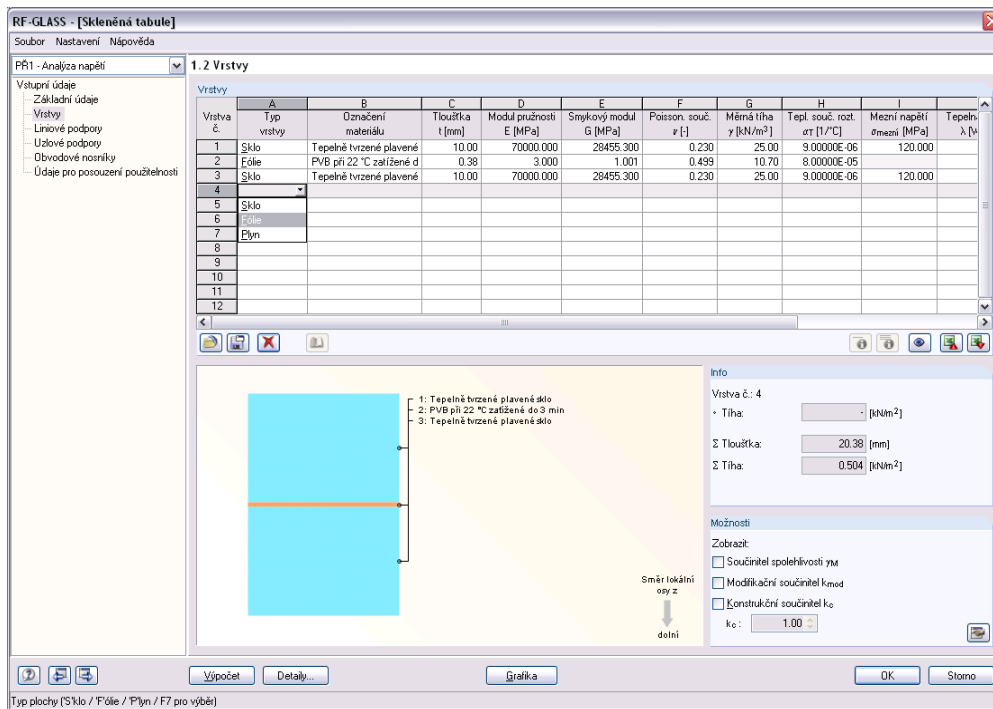 RF-GLASS - [Skleněná tabule]
Soubor Nastavení Nápověda
PŘ1 - Analýza napětí
1.2 Vrstvy
Vstupní údaje
Základní údaje
Vrstvy
Liniové podpory
Uzlové podpory
Obvodové nosníky
Údaje pro posouzení použitelnosti
Vrstvy
A B C D E F G H I
Vrstva Typ Označení Tloušťka Modul pružnosti Smykový modul Poisson. souč. Měrná tíha Tepl. souč. rozt. Mezní napětí Tepeln
č. vrstvy materiálu t [mm] E [MPa] G [MPa] ν [-] γ [kN/m³] αT [1/°C] σmezní [MPa] λ [W
1 Sklo Tepelně tvrzené plavené 10.00 70000.000 28455.300 0.230 25.00 9.00000E-06 120.000
2 Fólie PVB při 22 °C zatížené d 0.38 3.000 1.001 0.499 10.70 8.00000E-05
3 Sklo Tepelně tvrzené plavené 10.00 70000.000 28455.300 0.230 25.00 9.00000E-06 120.000
4
5 Sklo
6 Fólie
7 Plyn
8
9
10
11
12
1: Tepelně tvrzené plavené sklo
2: PVB při 22 °C zatížené do 3 min
3: Tepelně tvrzené plavené sklo
Směr lokální
osy z
dolní
Info
Vrstva č.: 4
Tíha: - [kN/m²]
Σ Tloušťka: 20.38 [mm]
Σ Tíha: 0.504 [kN/m²]
Možnosti
Zobrazit:
Součinitel spolehlivosti γM
Modifikační součinitel kmod
Konstrukční součinitel kc
kc : 1.00
Výpočet Detaily... Grafika OK Storno
Typ plochy ('S'klo / 'F'ólie / 'P'lyn / F7 pro výběr)